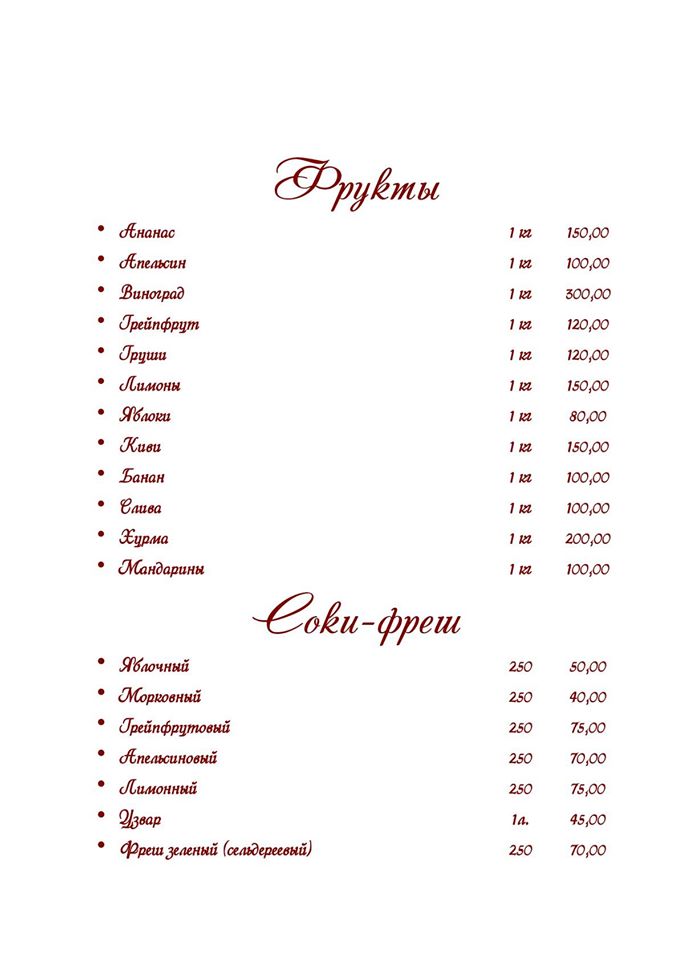 Фрукты
• Ананас 1 кг 150,00
• Апельсин 1 кг 100,00
• Виноград 1 кг 300,00
• Грейпфрут 1 кг 120,00
• Груши 1 кг 120,00
• Лимоны 1 кг 150,00
• Яблоки 1 кг 80,00
• Киви 1 кг 150,00
• Банан 1 кг 100,00
• Слива 1 кг 100,00
• Хурма 1 кг 200,00
• Мандарины 1 кг 100,00
Соки-фреш
• Яблочный 250 50,00
• Морковный 250 40,00
• Грейпфрутовый 250 75,00
• Апельсиновый 250 70,00
• Лимонный 250 75,00
• Узвар 1л. 45,00
• Фреш зеленый (сельдереевый) 250 70,00